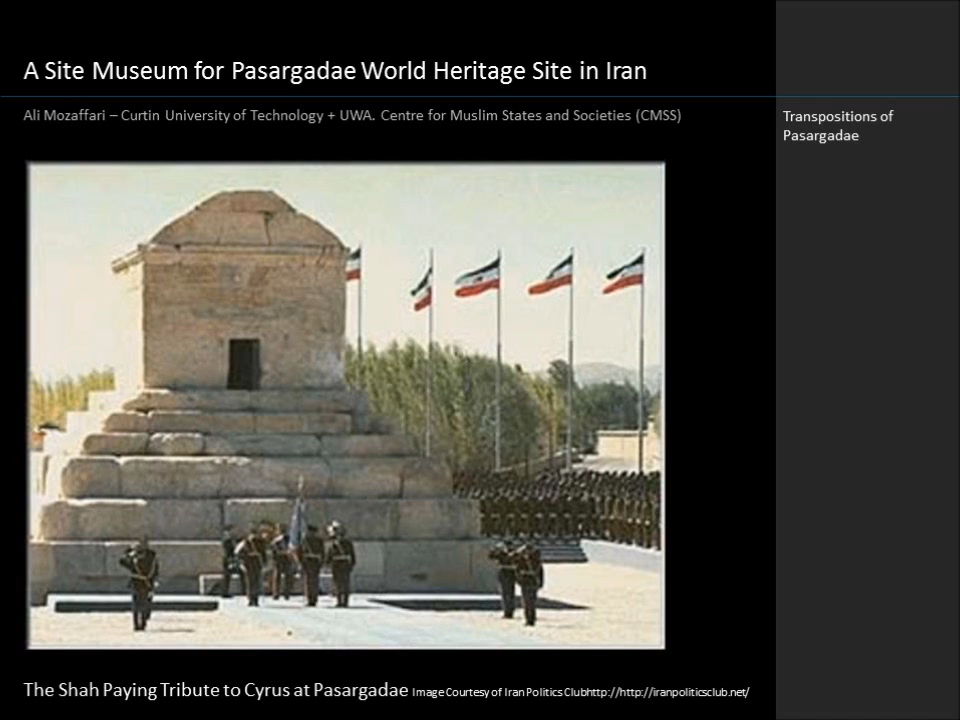 A Site Museum for Pasargadae World Heritage Site in Iran
Ali Mozaffari – Curtin University of Technology + UWA. Centre for Muslim States and Societies (CMSS)
Transpositions of
Pasargadae
The Shah Paying Tribute to Cyrus at Pasargadae Image Courtesy of Iran Politics Clubhttp://http://iranpoliticsclub.net/